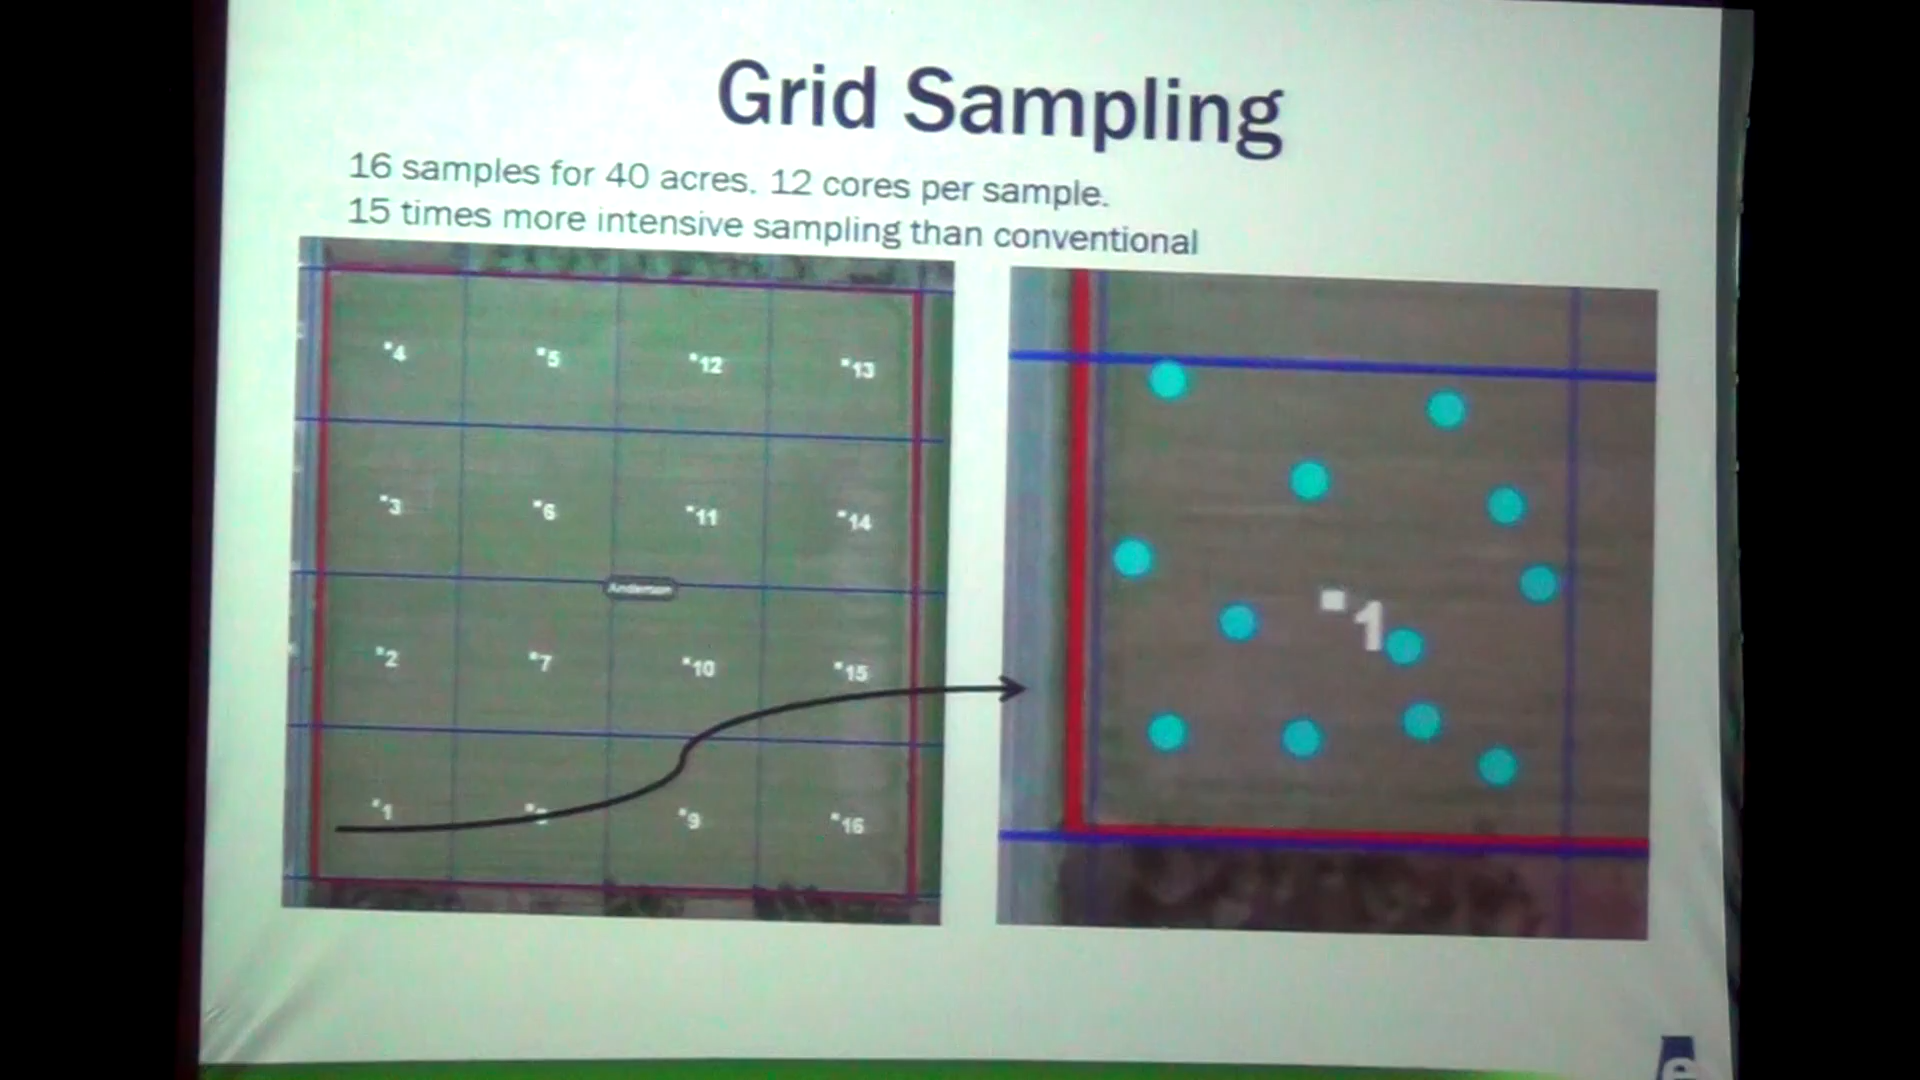 Grid Sampling
16 samples for 40 acres. 12 cores per sample.
15 times more intensive sampling than conventional
4 5 12 13
3 6 11 14
Anderson
2 7 10 15
1 9 16
1
e